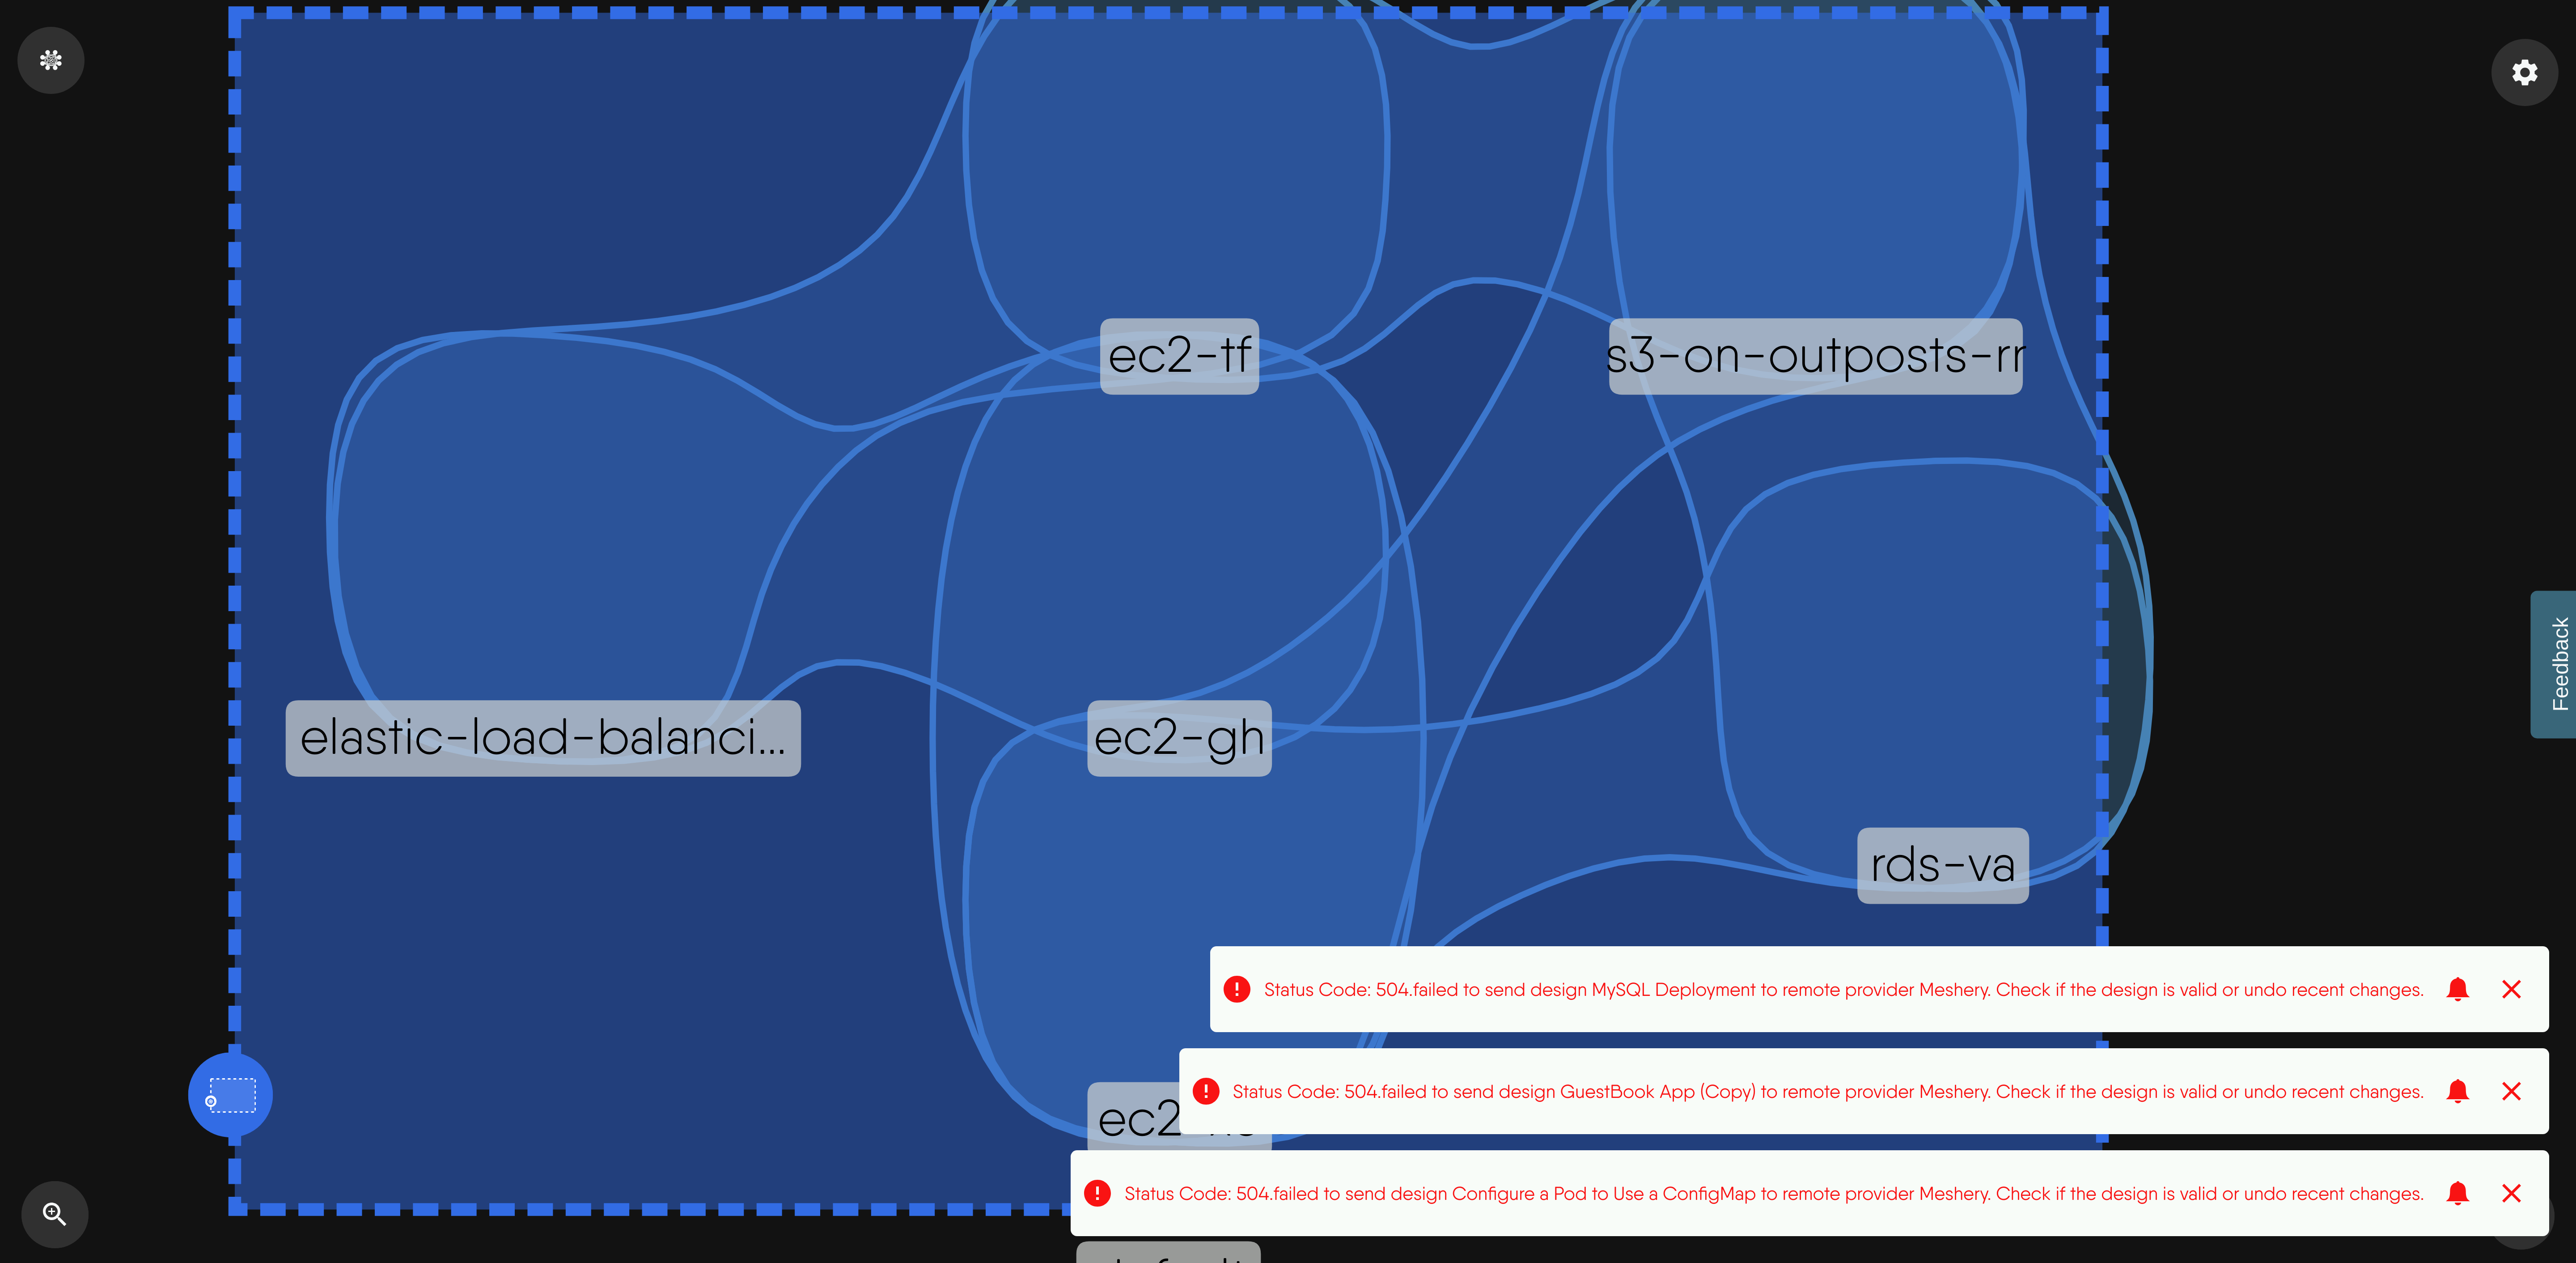 ec2-tf
s3-on-outposts-rr
Feedback
elastic-load-balanci...
ec2-gh
rds-va
Status Code: 504.failed to send design MySQL Deployment to remote provider Meshery. Check if the design is valid or undo recent changes.
Status Code: 504.failed to send design GuestBook App (Copy) to remote provider Meshery. Check if the design is valid or undo recent changes.
ec2
Status Code: 504.failed to send design Configure a Pod to Use a ConfigMap to remote provider Meshery. Check if the design is valid or undo recent changes.